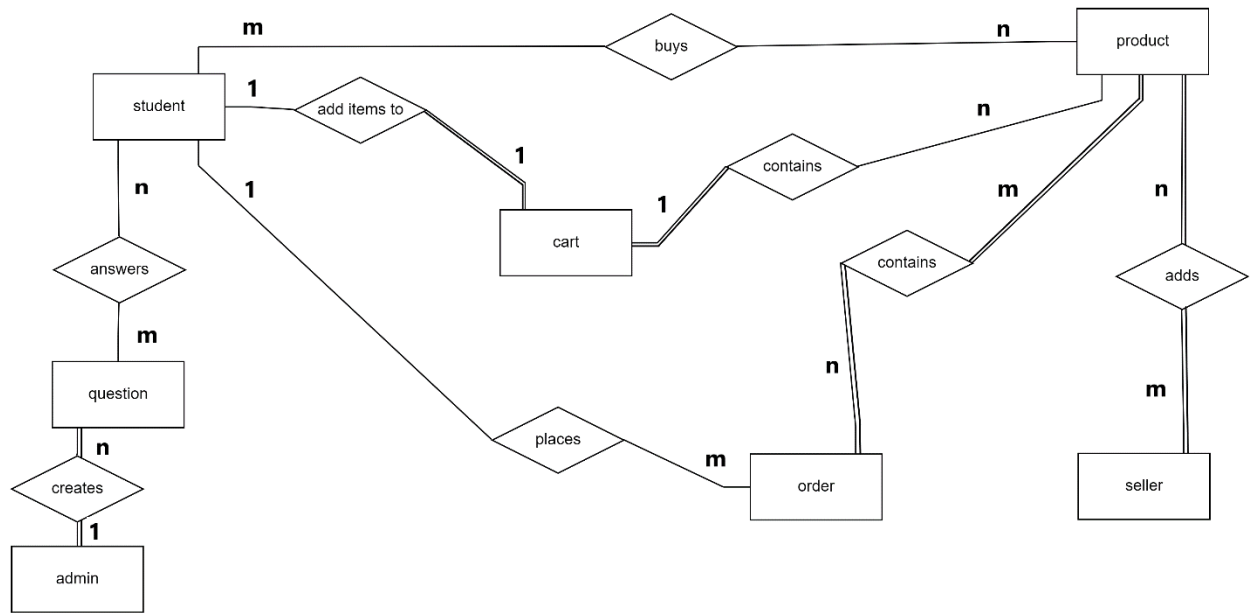 m
buys
n
product
student
1
add items to
n
1
contains
n
1
m
n
1
cart
answers
contains
adds
m
n
question
m
n
places
m
creates
order
seller
1
admin